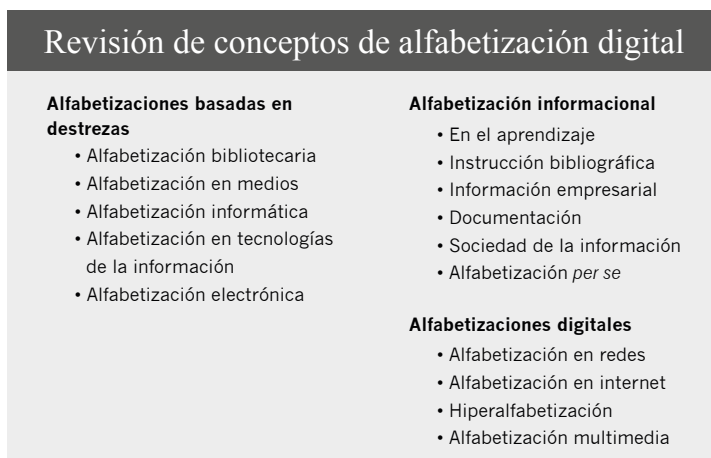 Revisión de conceptos de alfabetización digital
Alfabetizaciones basadas en
destrezas
• Alfabetización bibliotecaria
• Alfabetización en medios
• Alfabetización informática
• Alfabetización en tecnologías
de la información
• Alfabetización electrónica
Alfabetización informacional
• En el aprendizaje
• Instrucción bibliográfica
• Información empresarial
• Documentación
• Sociedad de la información
• Alfabetización per se
Alfabetizaciones digitales
• Alfabetización en redes
• Alfabetización en internet
• Hiperalfabetización
• Alfabetización multimedia